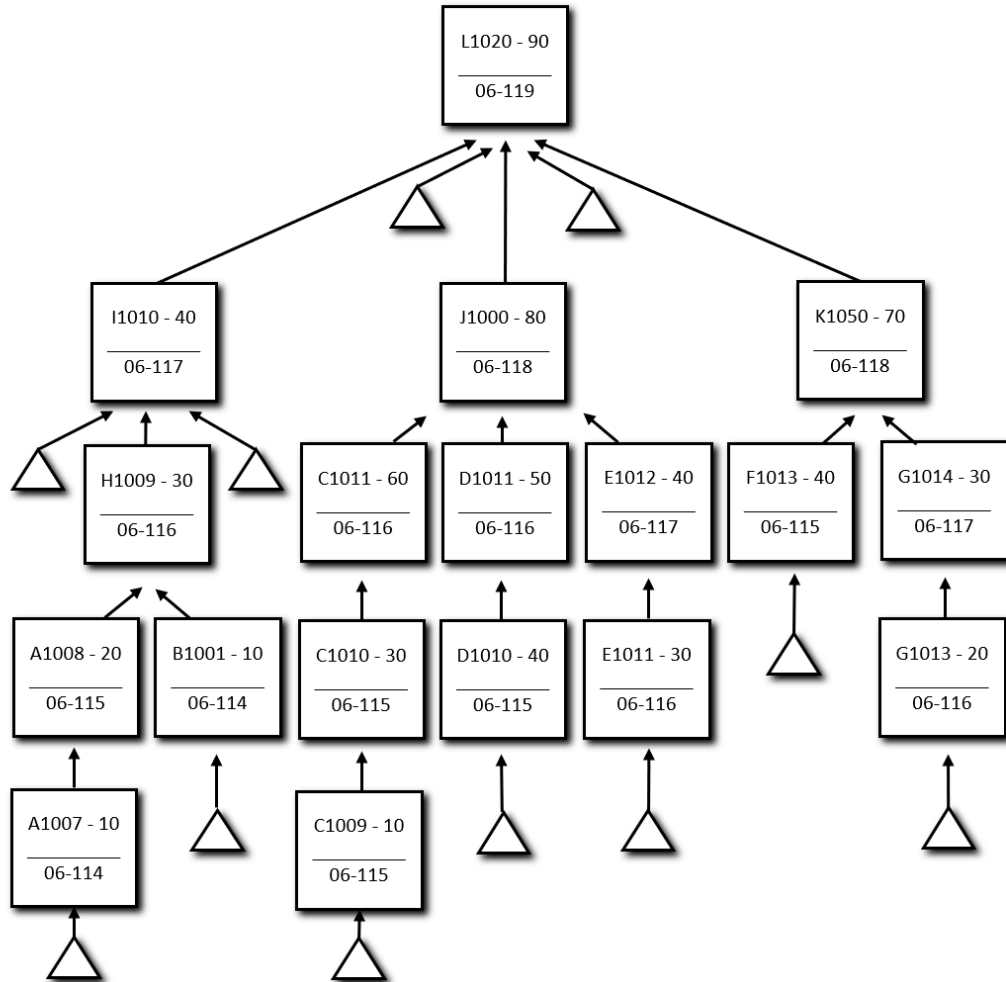 L1020 - 90
06-119
I1010 - 40
06-117
J1000 - 80
06-118
K1050 - 70
06-118
H1009 - 30
06-116
C1011 - 60
06-116
D1011 - 50
06-116
E1012 - 40
06-117
F1013 - 40
06-115
G1014 - 30
06-117
A1008 - 20
06-115
B1001 - 10
06-114
C1010 - 30
06-115
D1010 - 40
06-115
E1011 - 30
06-116
G1013 - 20
06-116
A1007 - 10
06-114
C1009 - 10
06-115